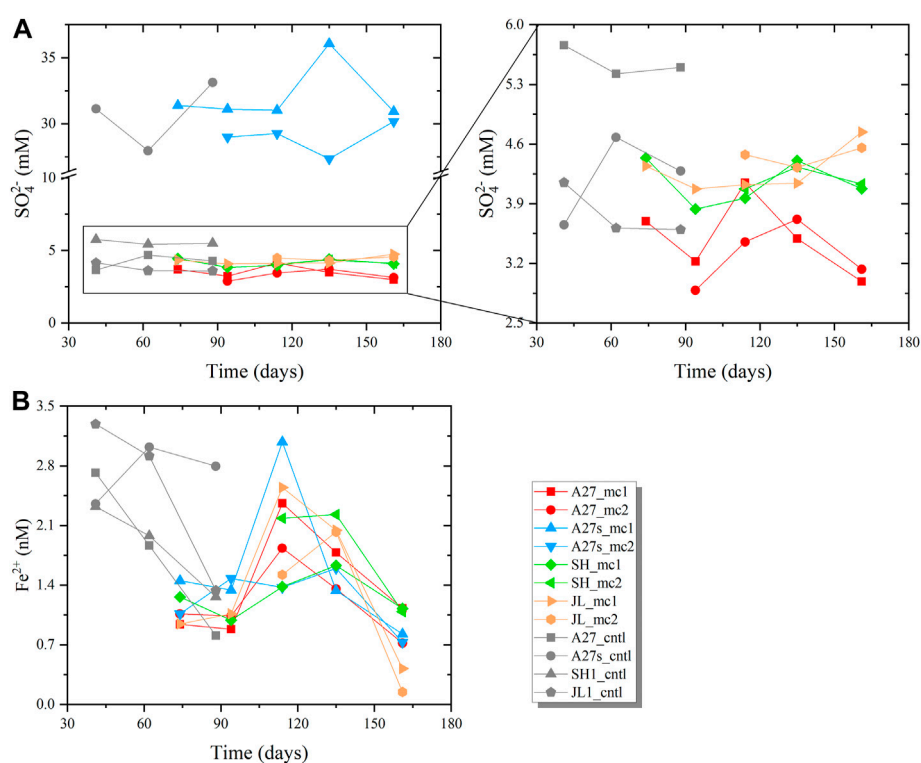 A
35
30
25
10
5
0
SO₄²⁻ (mM)
SO₄²⁻ (mM)
30 60 90 120 150 180
Time (days)
6.0
5.3
4.6
3.9
3.2
2.5
SO₄²⁻ (mM)
30 60 90 120 150 180
Time (days)
B
3.5
2.8
2.1
1.4
0.7
0.0
Fe²⁺ (nM)
30 60 90 120 150 180
Time (days)
A27_mc1
A27_mc2
A27s_mc1
A27s_mc2
SH_mc1
SH_mc2
JL_mc1
JL_mc2
A27_cntl
A27s_cntl
SH1_cntl
JL1_cntl